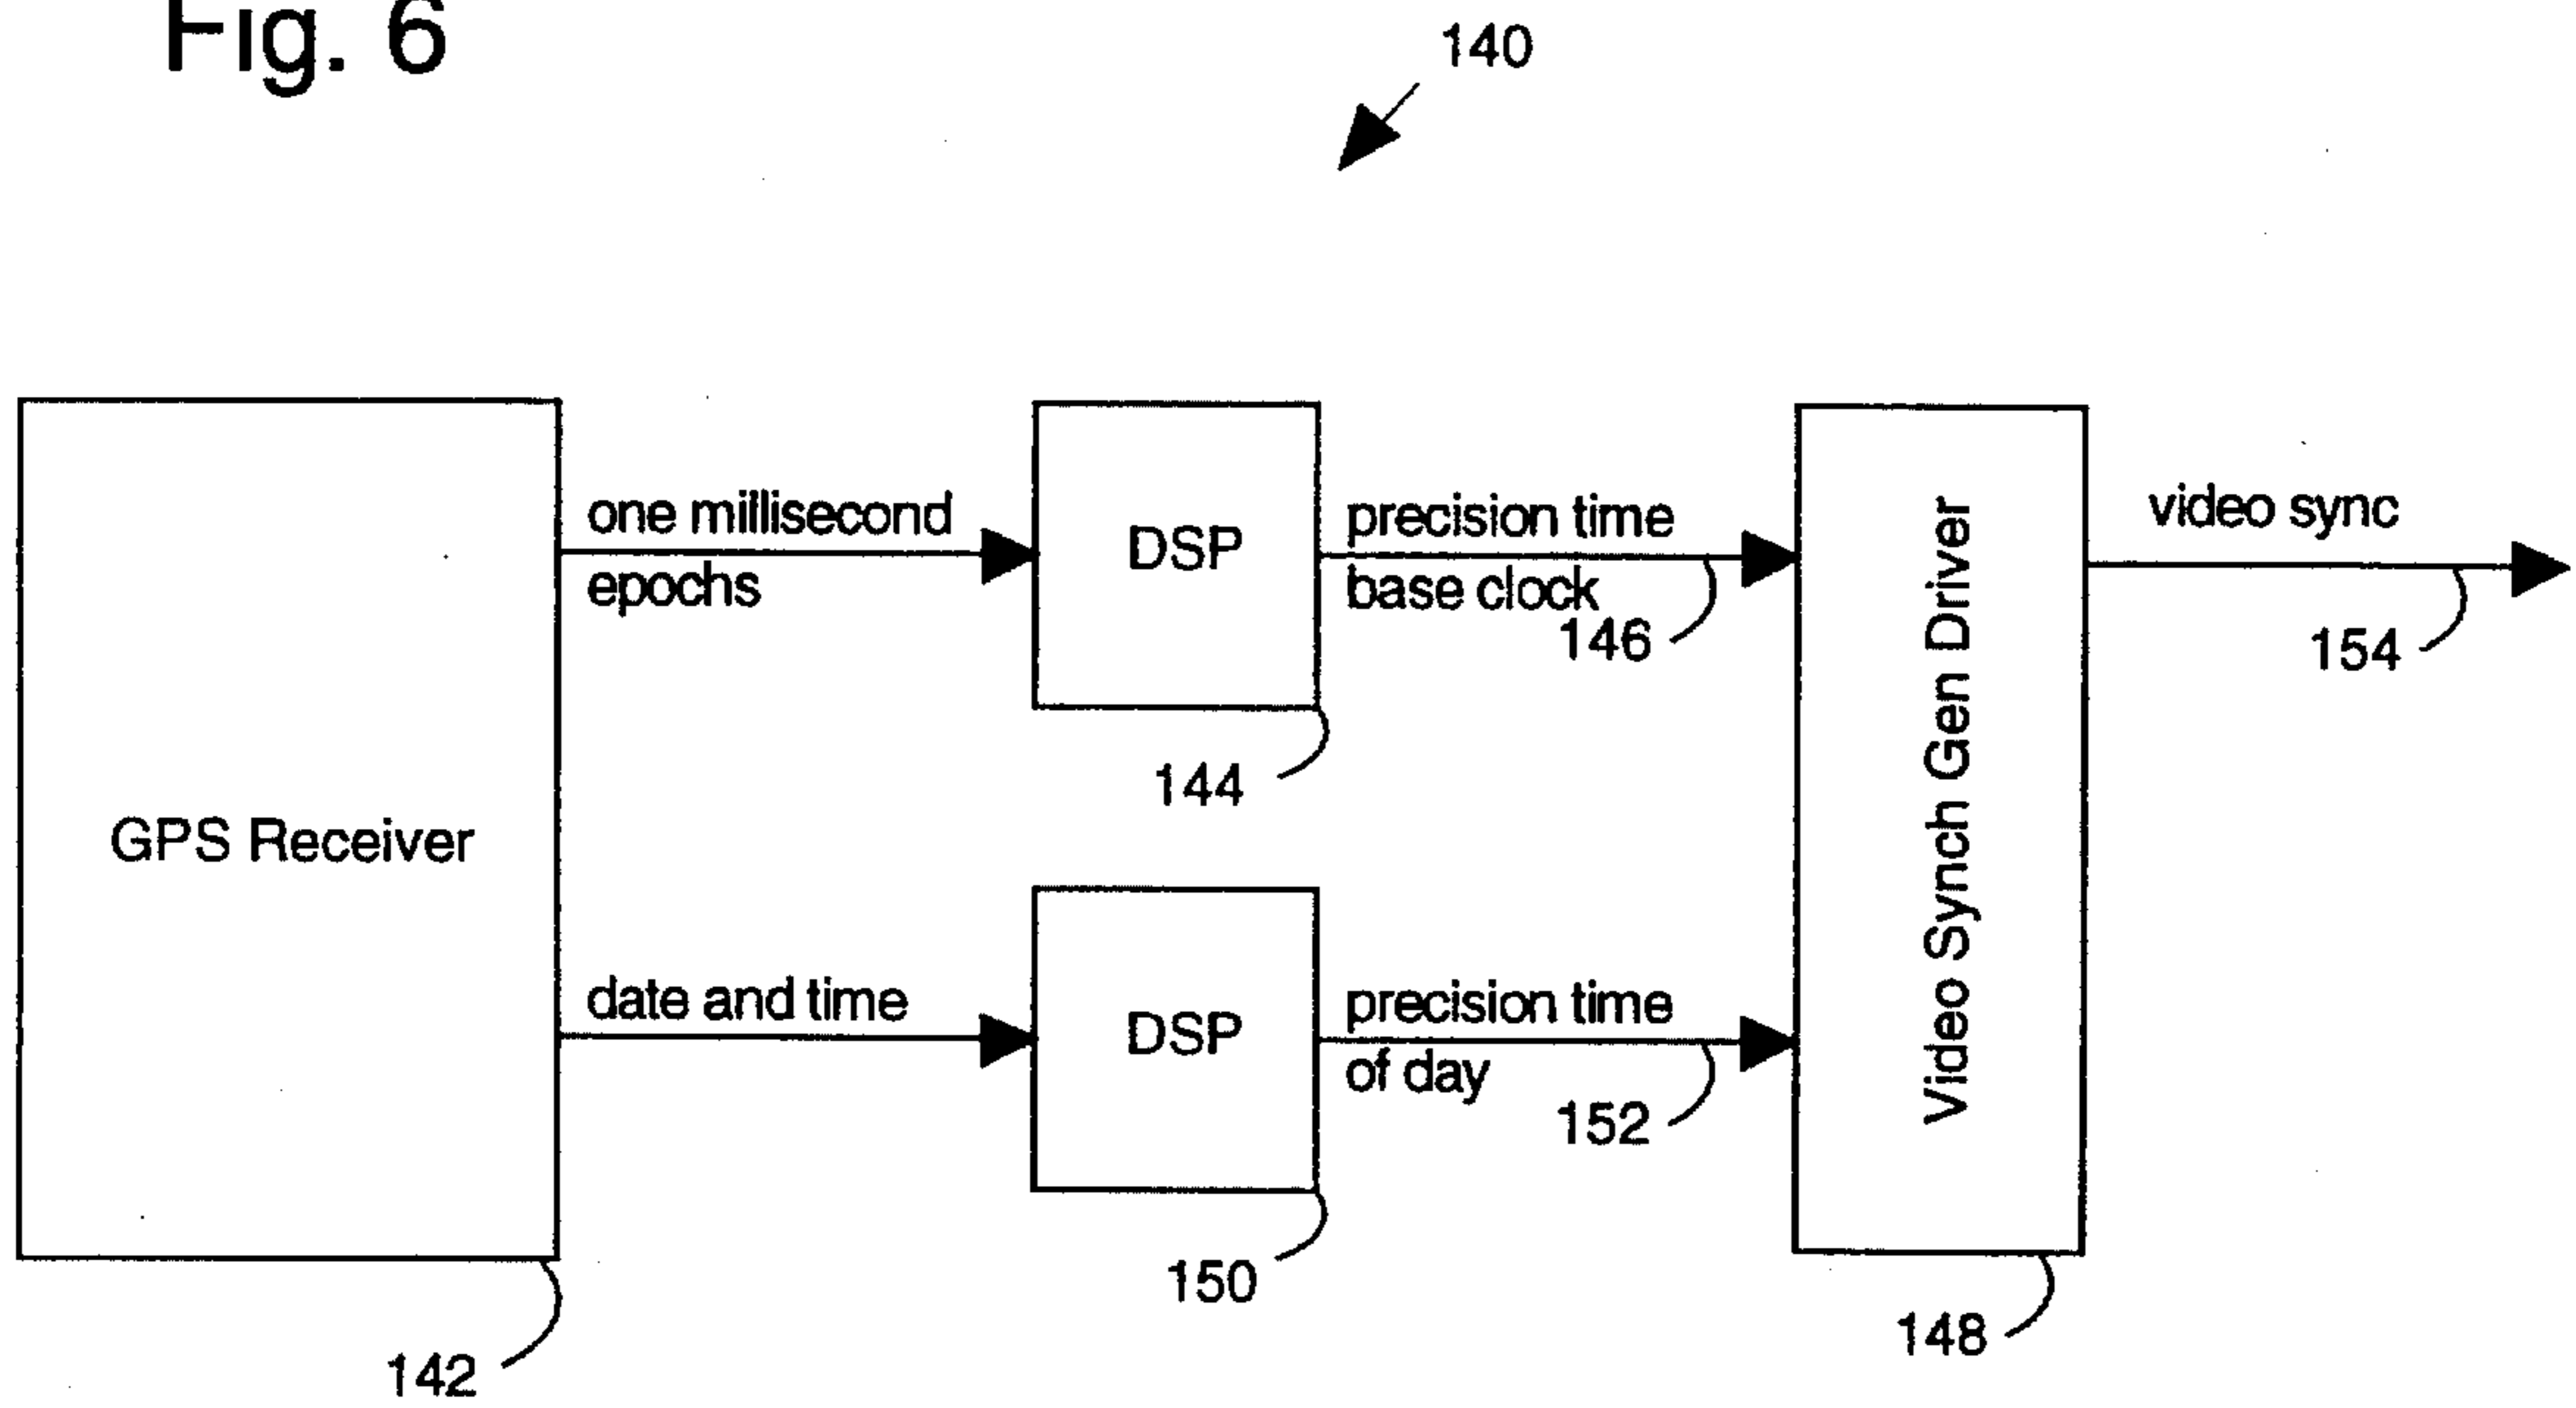 Fig. 6
140
one millisecond
epochs
DSP
precision time
base clock
146
144
video sync
154
GPS Receiver
date and time
DSP
precision time
of day
152
150
Video Synch Gen Driver
148
142